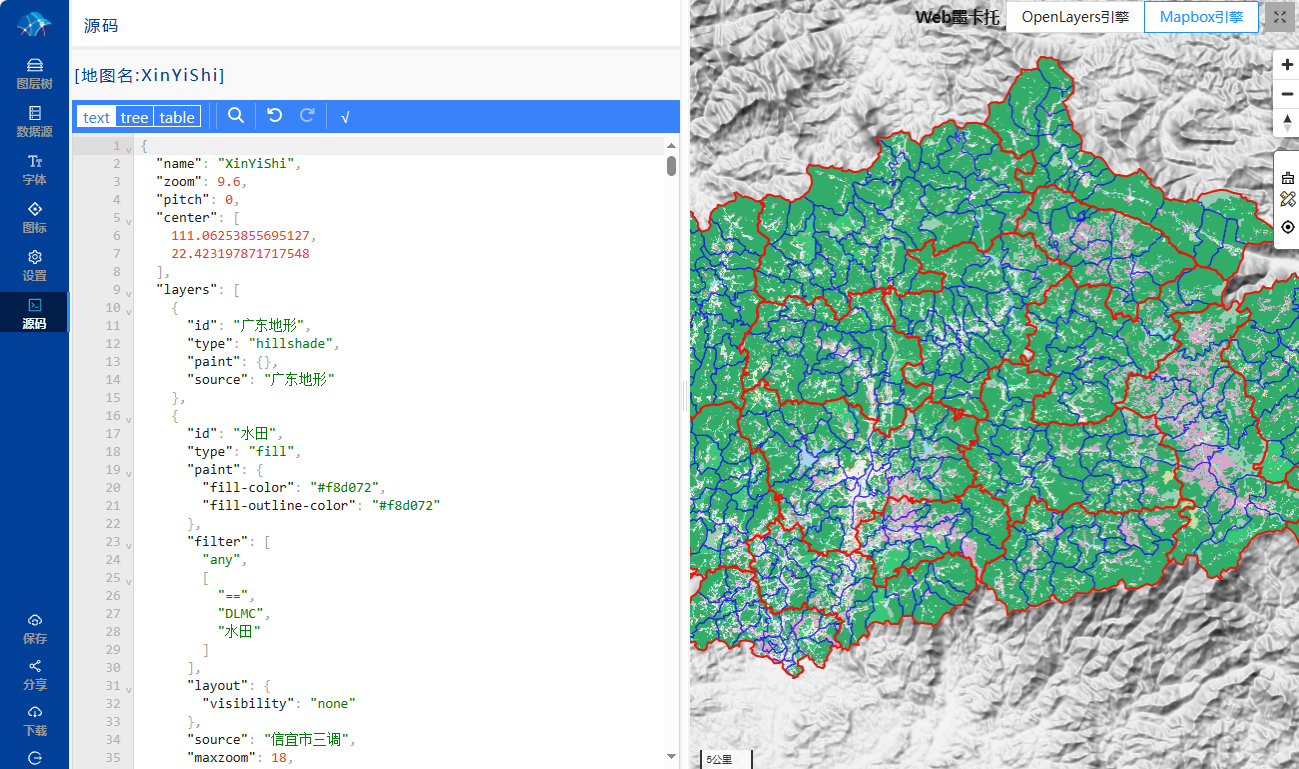 源码
Web墨卡托 OpenLayers引擎 Mapbox引擎
图层树
数据源
字体
图标
设置
源码
保存
分享
下载
[地图名:XinYiShi]
text tree table √
1 {
2 "name": "XinYiShi",
3 "zoom": 9.6,
4 "pitch": 0,
5 "center": [
6 111.06253855695127,
7 22.423197871717548
8 ],
9 "layers": [
10 {
11 "id": "广东地形",
12 "type": "hillshade",
13 "paint": {},
14 "source": "广东地形"
15 },
16 {
17 "id": "水田",
18 "type": "fill",
19 "paint": {
20 "fill-color": "#f8d072",
21 "fill-outline-color": "#f8d072"
22 },
23 "filter": [
24 "any",
25 [
26 "==",
27 "DLMC",
28 "水田"
29 ]
30 ],
31 "layout": {
32 "visibility": "none"
33 },
34 "source": "信宜市三调",
35 "maxzoom": 18,
5公里